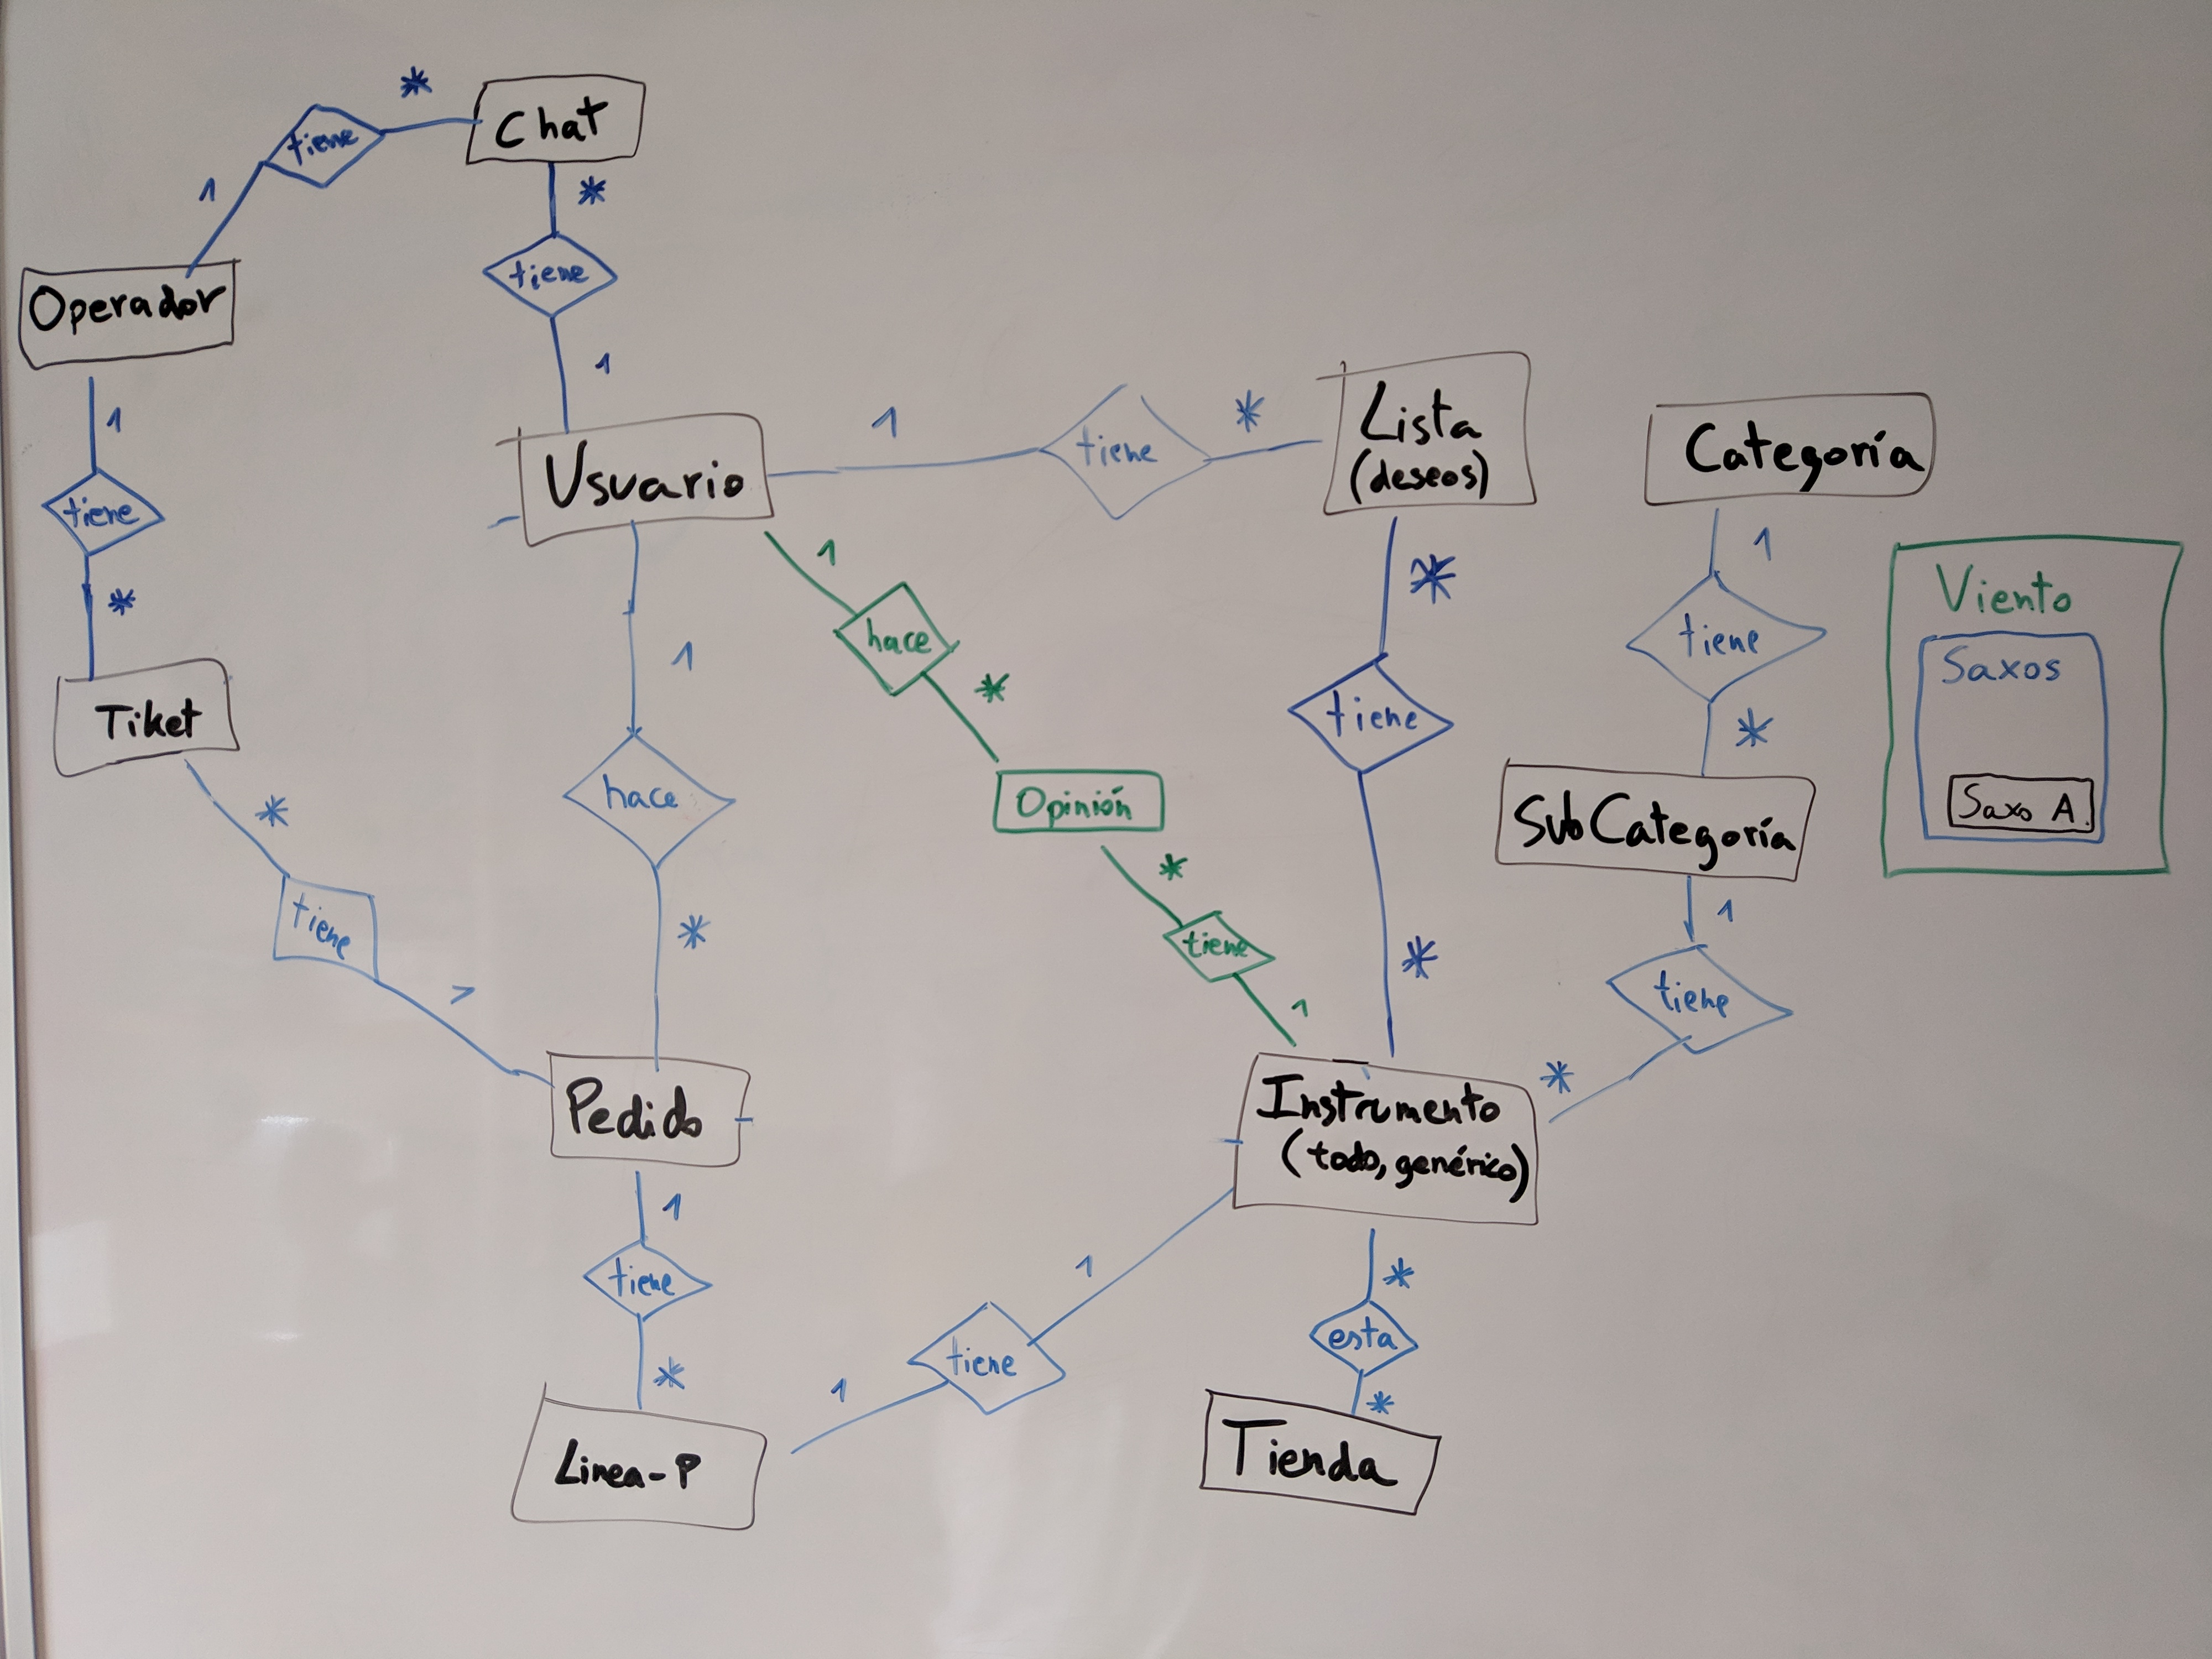 *
Chat
tiene
1
*
tiene
Operador
1
1
tiene
*
Tiket
Usuario
1
tiene
*
Lista
(deseos)
Categoría
1
tiene
*
SubCategoría
1
tiene
*
Viento
Saxos
Saxo A.
1
hace
*
Opinión
*
tiene
1
*
tiene
*
1
hace
*
*
tiene
1
Pedido
Instrumento
(todo, genérico)
1
tiene
*
Linea-P
1
tiene
1
*
esta
*
Tienda